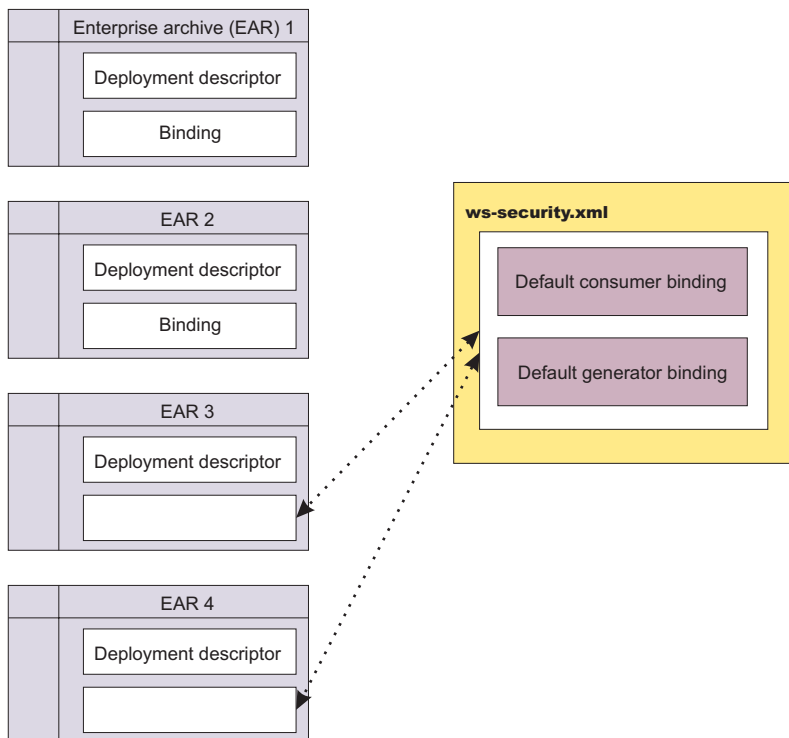 Enterprise archive (EAR) 1
Deployment descriptor
Binding
EAR 2
Deployment descriptor
Binding
EAR 3
Deployment descriptor
EAR 4
Deployment descriptor
ws-security.xml
Default consumer binding
Default generator binding